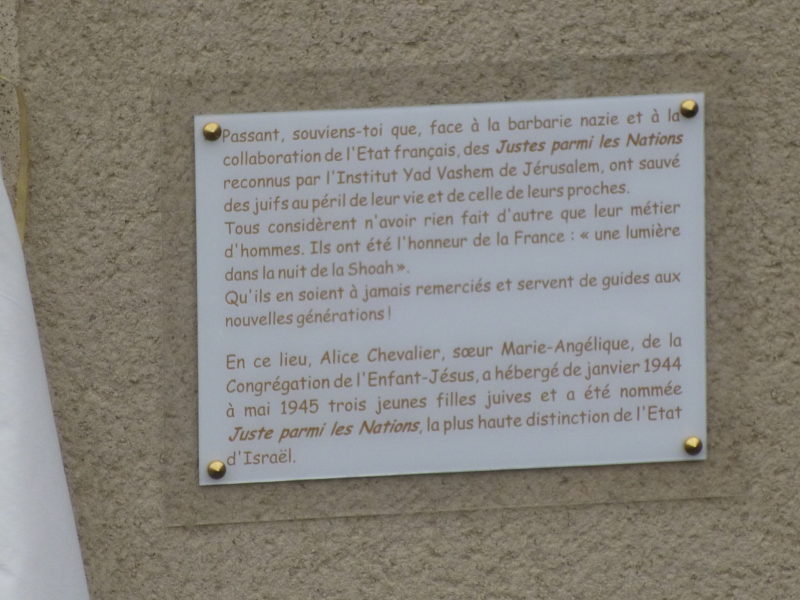 Passant, souviens-toi que, face à la barbarie nazie et à la
collaboration de l'Etat français, des Justes parmi les Nations
reconnus par l'Institut Yad Vashem de Jérusalem, ont sauvé
des juifs au péril de leur vie et de celle de leurs proches.
Tous considèrent n'avoir rien fait d'autre que leur métier
d'hommes. Ils ont été l'honneur de la France : « une lumière
dans la nuit de la Shoah ».
Qu'ils en soient à jamais remerciés et servent de guides aux
nouvelles générations !
En ce lieu, Alice Chevalier, sœur Marie-Angélique, de la
Congrégation de l'Enfant-Jésus, a hébergé de janvier 1944
à mai 1945 trois jeunes filles juives et a été nommée
Juste parmi les Nations, la plus haute distinction de l'Etat
d'Israël.